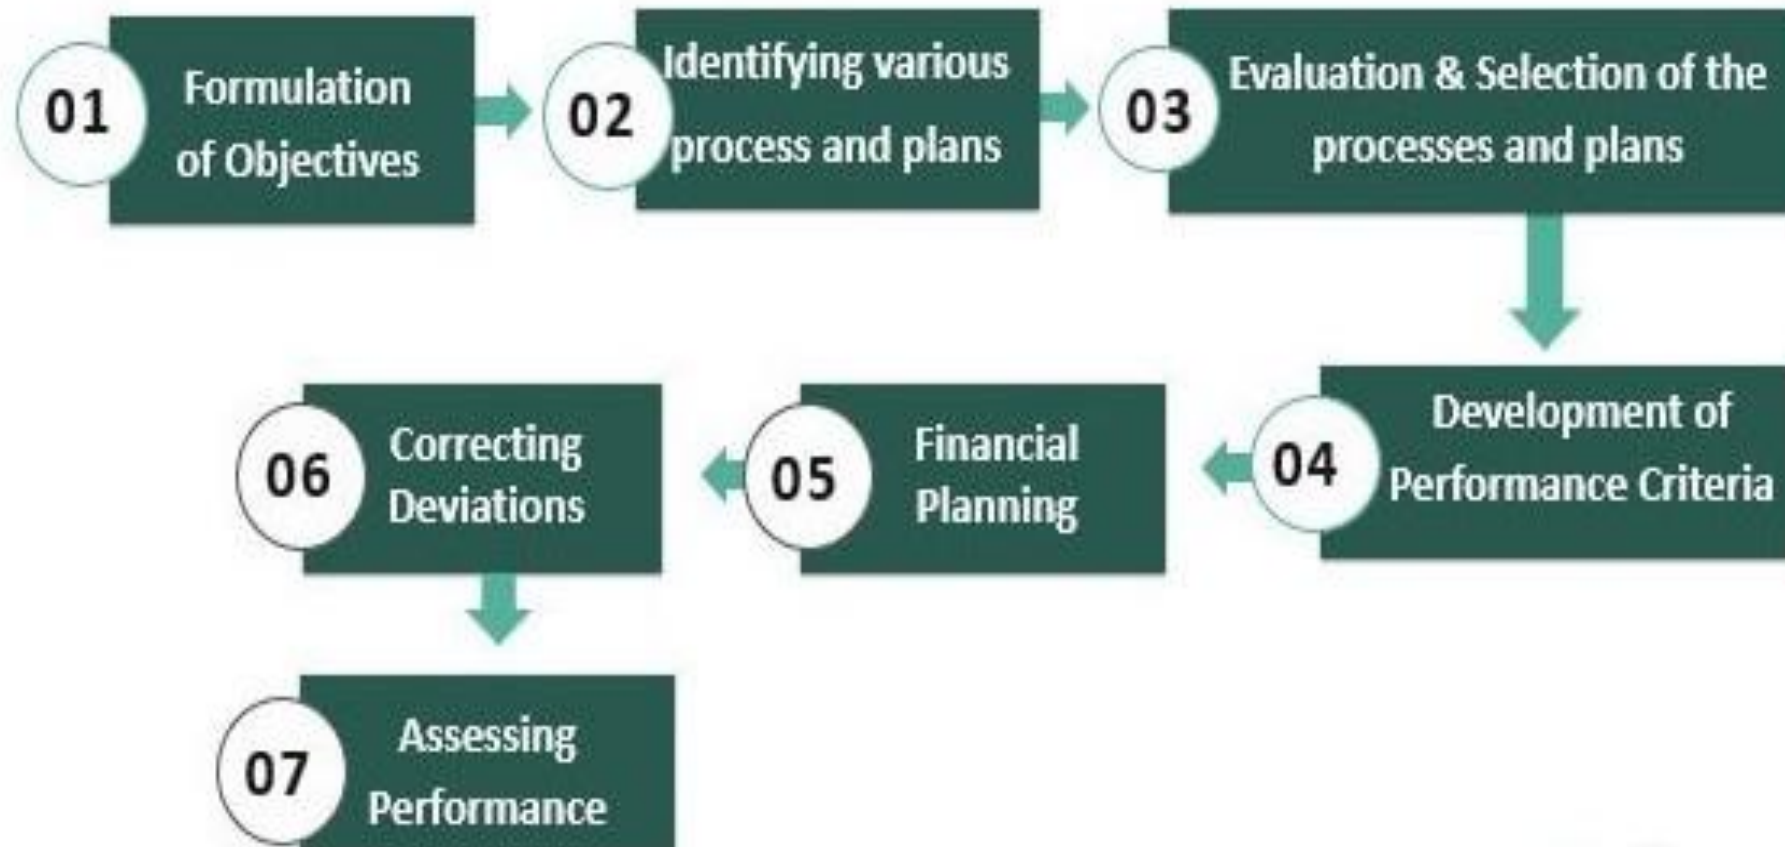 01
Formulation
of Objectives
02
Identifying various
process and plans
03
Evaluation & Selection of the
processes and plans
04
Development of
Performance Criteria
05
Financial
Planning
06
Correcting
Deviations
07
Assessing
Performance